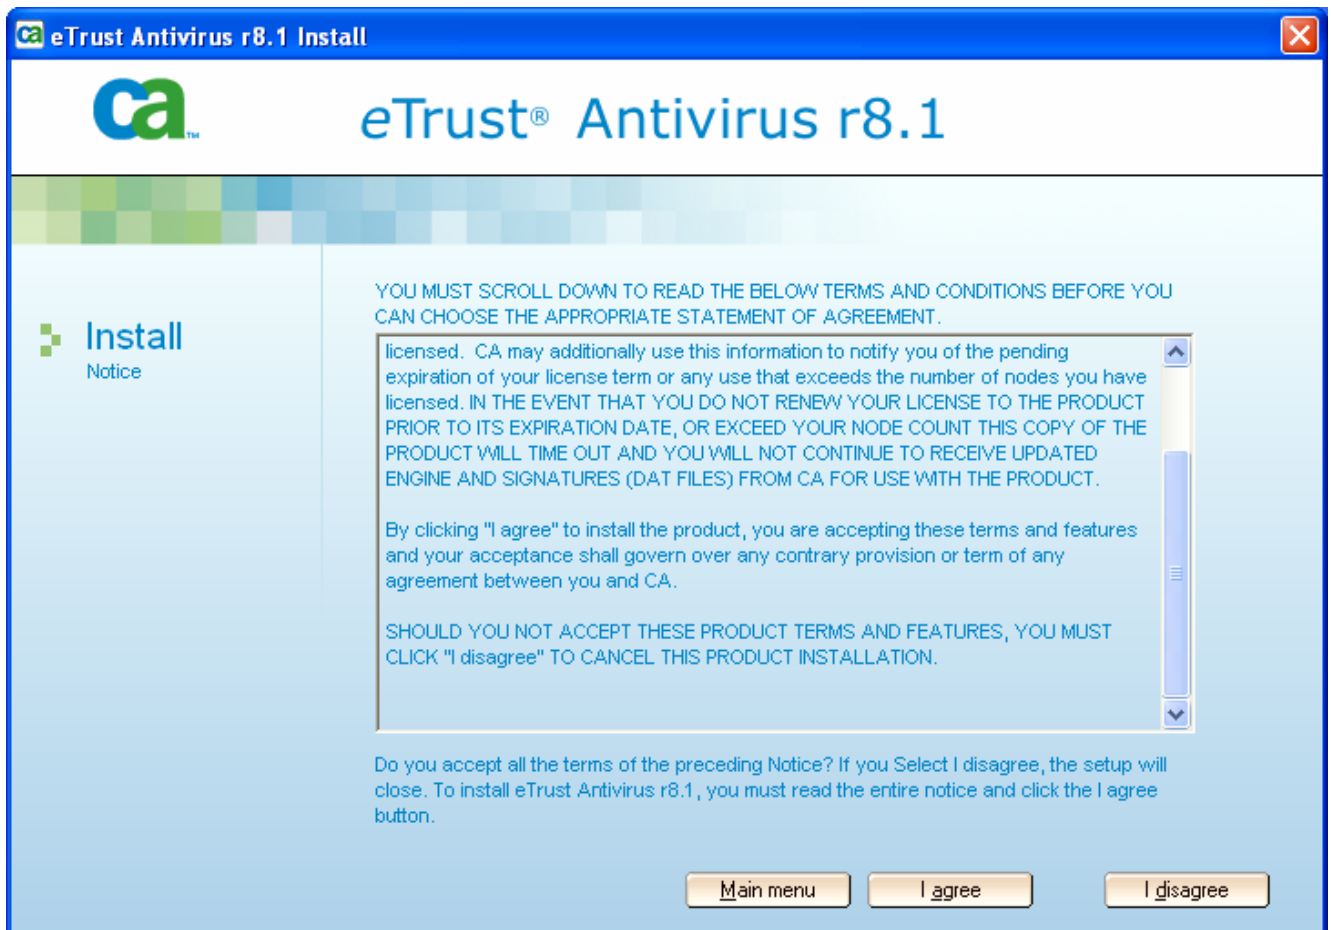 eTrust Antivirus r8.1 Install
ca™
eTrust® Antivirus r8.1
Install
Notice
YOU MUST SCROLL DOWN TO READ THE BELOW TERMS AND CONDITIONS BEFORE YOU
CAN CHOOSE THE APPROPRIATE STATEMENT OF AGREEMENT.
licensed.  CA may additionally use this information to notify you of the pending
expiration of your license term or any use that exceeds the number of nodes you have
licensed. IN THE EVENT THAT YOU DO NOT RENEW YOUR LICENSE TO THE PRODUCT
PRIOR TO ITS EXPIRATION DATE, OR EXCEED YOUR NODE COUNT THIS COPY OF THE
PRODUCT WILL TIME OUT AND YOU WILL NOT CONTINUE TO RECEIVE UPDATED
ENGINE AND SIGNATURES (DAT FILES) FROM CA FOR USE WITH THE PRODUCT.
By clicking "I agree" to install the product, you are accepting these terms and features
and your acceptance shall govern over any contrary provision or term of any
agreement between you and CA.
SHOULD YOU NOT ACCEPT THESE PRODUCT TERMS AND FEATURES, YOU MUST
CLICK "I disagree" TO CANCEL THIS PRODUCT INSTALLATION.
Do you accept all the terms of the preceding Notice? If you Select I disagree, the setup will
close. To install eTrust Antivirus r8.1, you must read the entire notice and click the I agree
button.
Main menu
I agree
I disagree